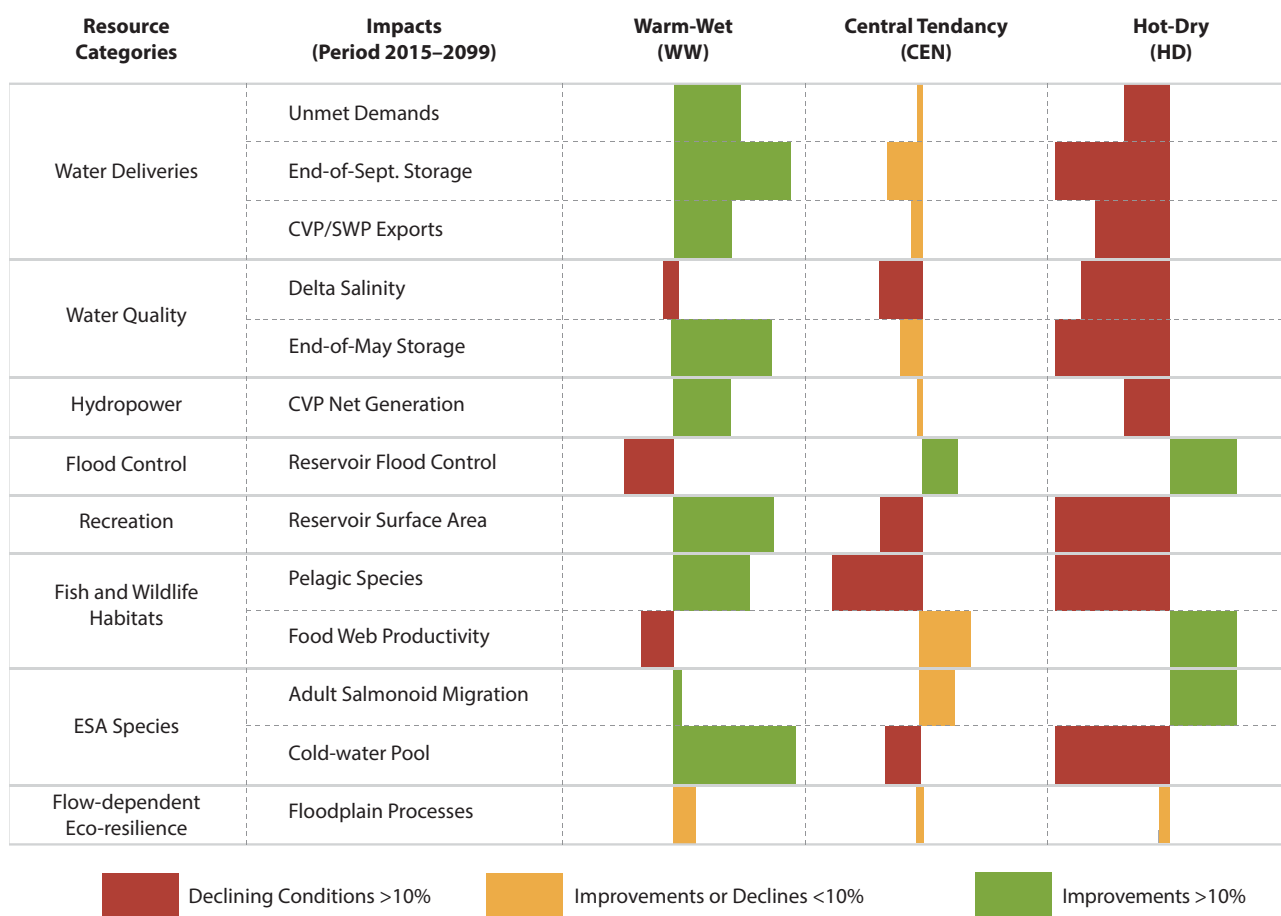 Resource
Categories
Impacts
(Period 2015–2099)
Warm-Wet
(WW)
Central Tendancy
(CEN)
Hot-Dry
(HD)
Water Deliveries
Unmet Demands
End-of-Sept. Storage
CVP/SWP Exports
Water Quality
Delta Salinity
End-of-May Storage
Hydropower
CVP Net Generation
Flood Control
Reservoir Flood Control
Recreation
Reservoir Surface Area
Fish and Wildlife
Habitats
Pelagic Species
Food Web Productivity
ESA Species
Adult Salmonoid Migration
Cold-water Pool
Flow-dependent
Eco-resilience
Floodplain Processes
Declining Conditions >10%
Improvements or Declines <10%
Improvements >10%